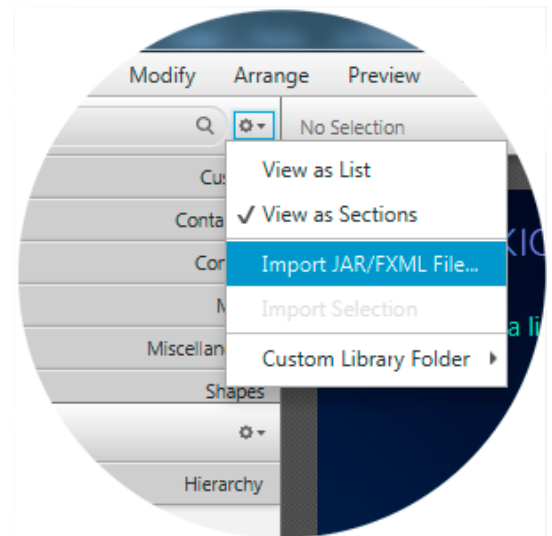 Modify Arrange Preview
No Selection
View as List
View as Sections
Import JAR/FXML File...
Import Selection
Custom Library Folder
Shapes
Hierarchy